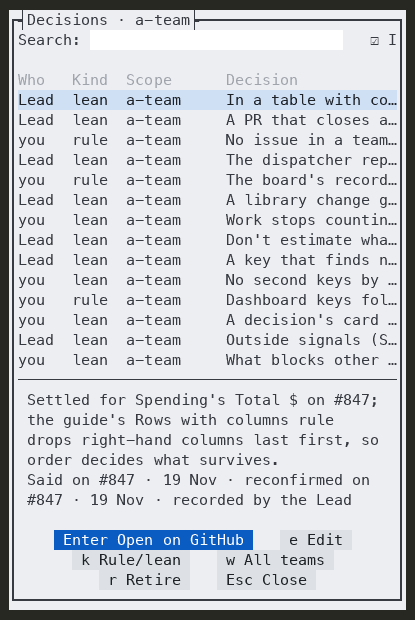 Decisions · a-team
Search: ☑ I
Who Kind Scope Decision
Lead lean a-team In a table with co…
Lead lean a-team A PR that closes a…
you rule a-team No issue in a team…
Lead lean a-team The dispatcher rep…
you rule a-team The board's record…
Lead lean a-team A library change g…
you lean a-team Work stops countin…
Lead lean a-team Don't estimate wha…
Lead lean a-team A key that finds n…
you lean a-team No second keys by …
you rule a-team Dashboard keys fol…
you lean a-team A decision's card …
Lead lean a-team Outside signals (S…
you lean a-team What blocks other …
Settled for Spending's Total $ on #847;
the guide's Rows with columns rule
drops right-hand columns last first, so
order decides what survives.
Said on #847 · 19 Nov · reconfirmed on
#847 · 19 Nov · recorded by the Lead
Enter Open on GitHub e Edit
k Rule/lean w All teams
r Retire Esc Close